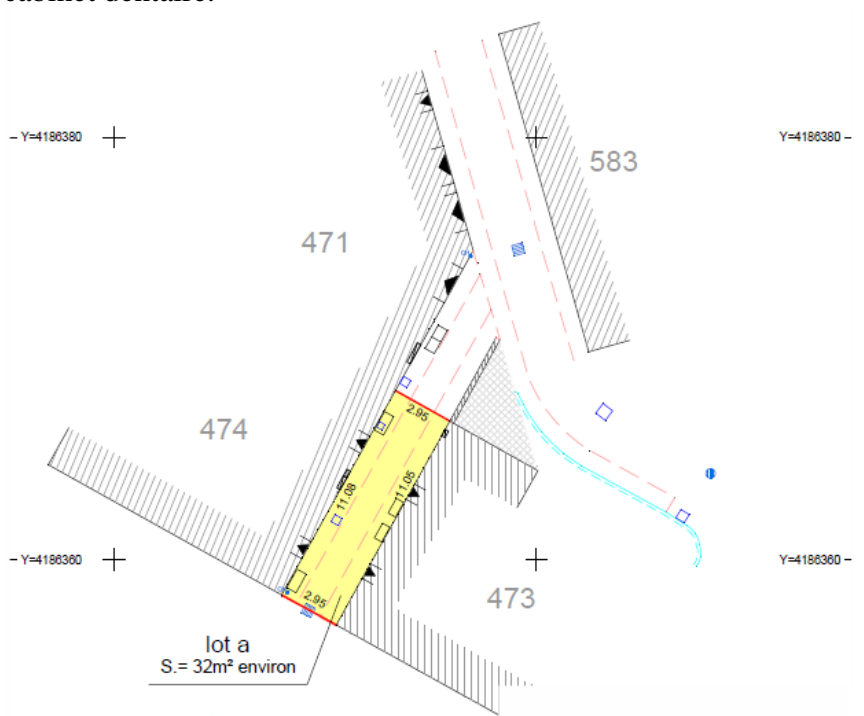 – Y=4186380
Y=4186380 –
583
471
2.95
474
11.08
11.05
– Y=4186360
Y=4186360 –
473
2.95
lot a
S.= 32m² environ